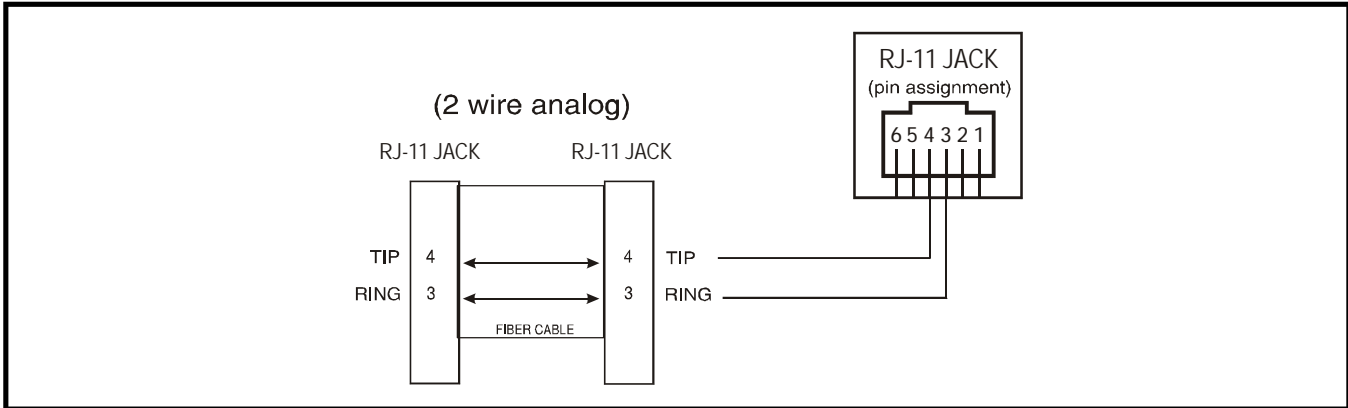 RJ-11 JACK
(pin assignment)
6 5 4 3 2 1
(2 wire analog)
RJ-11 JACK RJ-11 JACK
TIP 4 4 TIP
RING 3 3 RING
FIBER CABLE